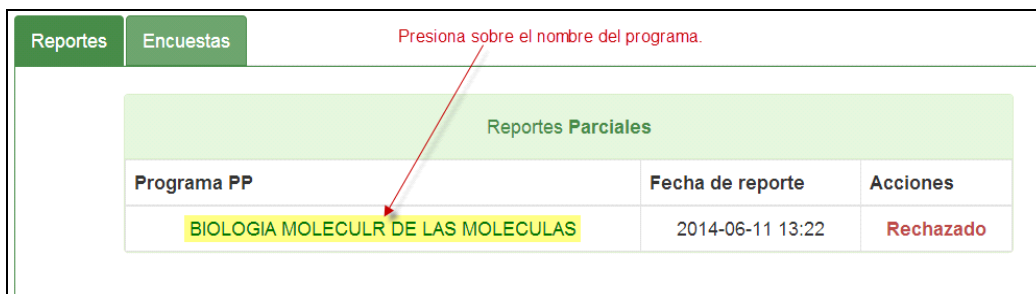 Reportes Encuestas Presiona sobre el nombre del programa.
Reportes Parciales
Programa PP Fecha de reporte Acciones
BIOLOGIA MOLECULR DE LAS MOLECULAS 2014-06-11 13:22 Rechazado